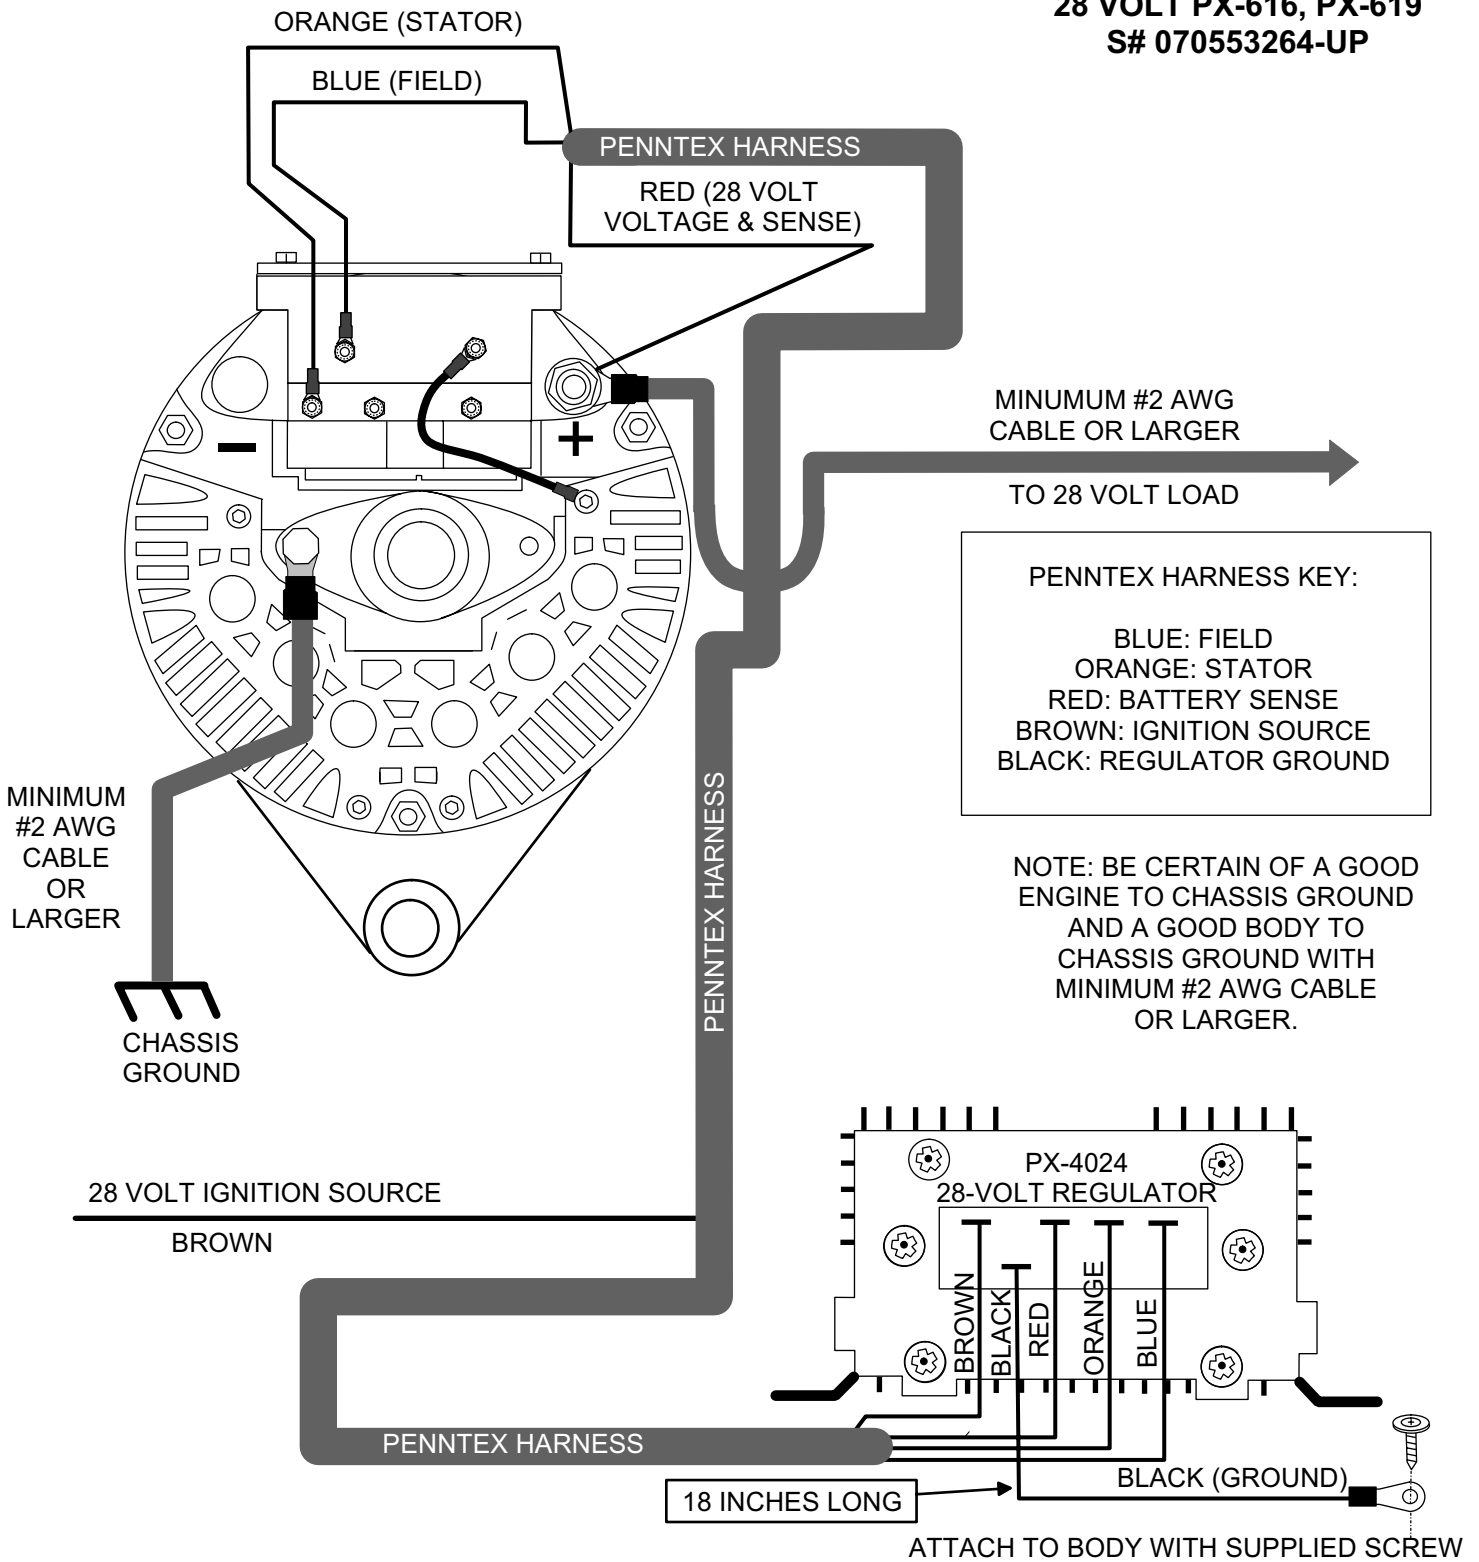 28 VOLT PX-616, PX-619
S# 070553264-UP
ORANGE (STATOR)
BLUE (FIELD)
PENNTEX HARNESS
RED (28 VOLT
VOLTAGE & SENSE)
MINUMUM #2 AWG
CABLE OR LARGER
TO 28 VOLT LOAD
PENNTEX HARNESS KEY:
BLUE: FIELD
ORANGE: STATOR
RED: BATTERY SENSE
BROWN: IGNITION SOURCE
BLACK: REGULATOR GROUND
MINIMUM
#2 AWG
CABLE
OR
LARGER
CHASSIS
GROUND
PENNTEX HARNESS
NOTE: BE CERTAIN OF A GOOD
ENGINE TO CHASSIS GROUND
AND A GOOD BODY TO
CHASSIS GROUND WITH
MINIMUM #2 AWG CABLE
OR LARGER.
28 VOLT IGNITION SOURCE
BROWN
PX-4024
28-VOLT REGULATOR
BROWN
BLACK
RED
ORANGE
BLUE
PENNTEX HARNESS
18 INCHES LONG
BLACK (GROUND)
ATTACH TO BODY WITH SUPPLIED SCREW